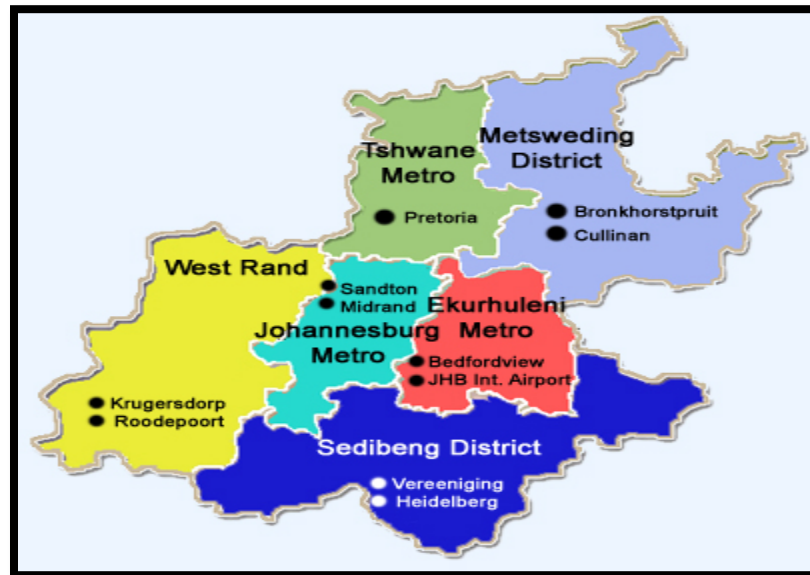 Tshwane
Metro
Pretoria
Metsweding
District
Bronkhorstpruit
Cullinan
West Rand
Krugersdorp
Roodepoort
Sandton
Midrand
Johannesburg
Metro
Ekurhuleni
Metro
Bedfordview
JHB Int. Airport
Sedibeng District
Vereeniging
Heidelberg